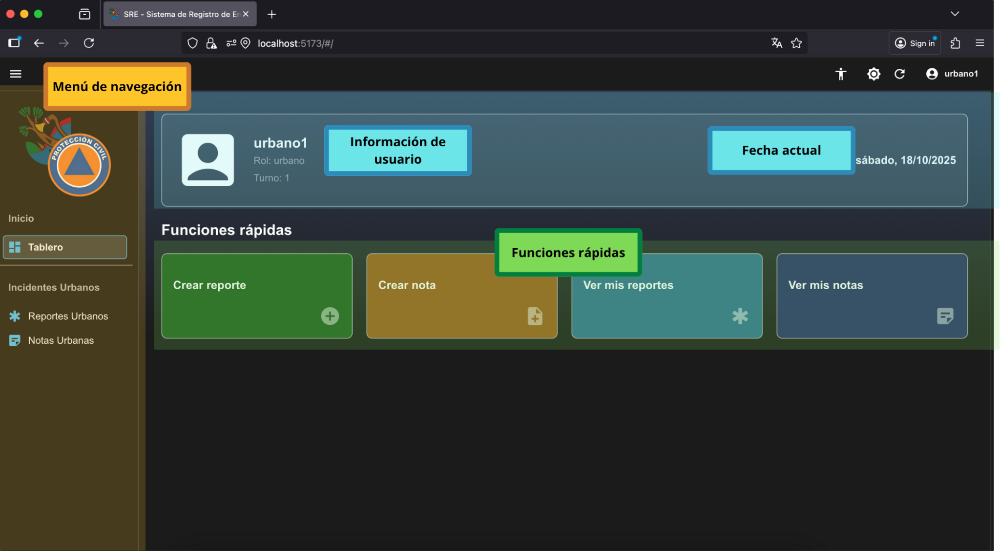 SRE - Sistema de Registro de En
localhost:5173/#/
Sign in
Menú de navegación
urbano1
PROTECCIÓN CIVIL
urbano1
Rol: urbano
Turno: 1
Información de
usuario
Fecha actual
sábado, 18/10/2025
Inicio
Tablero
Incidentes Urbanos
Reportes Urbanos
Notas Urbanas
Funciones rápidas
Funciones rápidas
Crear reporte
Crear nota
Ver mis reportes
Ver mis notas